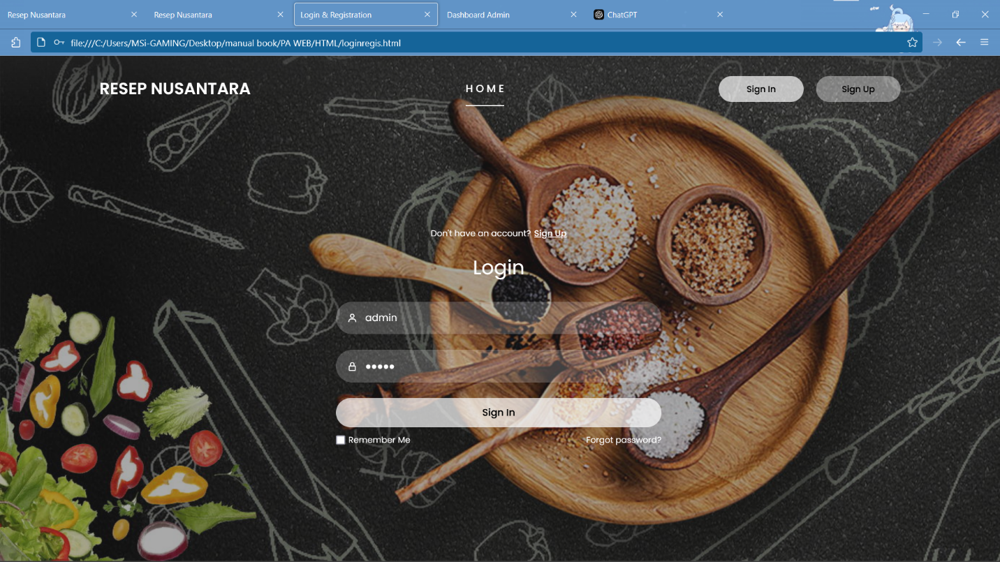 Resep Nusantara
Resep Nusantara
Login & Registration
Dashboard Admin
ChatGPT
file:///C:/Users/MSi-GAMING/Desktop/manual book/PA WEB/HTML/loginregis.html
RESEP NUSANTARA
HOME
Sign In
Sign Up
Don't have an account? Sign Up
Login
admin
Sign In
Remember Me
Forgot password?